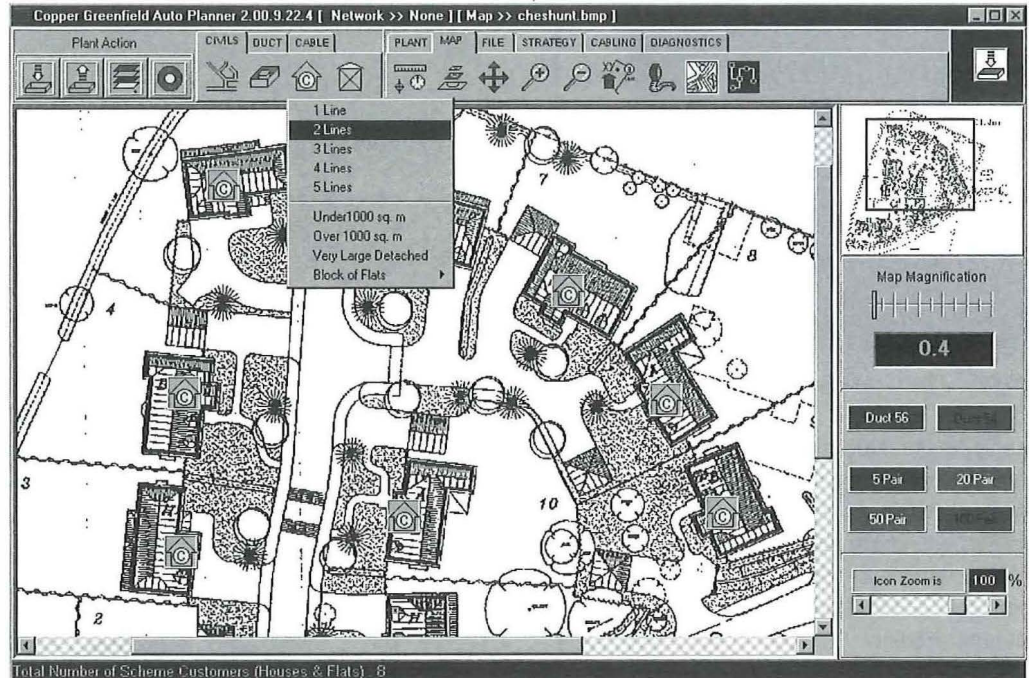 Copper Greenfield Auto Planner 2.00.9.22.4 [ Network >> None ] [ Map >> cheshunt.bmp ]
Plant Action
CIVILS DUCT CABLE
PLANT MAP FILE STRATEGY CABLING DIAGNOSTICS
1 Line
2 Lines
3 Lines
4 Lines
5 Lines
Under1000 sq. m
Over 1000 sq. m
Very Large Detached
Block of Flats
7
8
4
3
10
2
Map Magnification
0.4
Duct 56
5 Pair 20 Pair
50 Pair
Icon Zoom is 100 %
Total Number of Scheme Customers (Houses & Flats) : 8